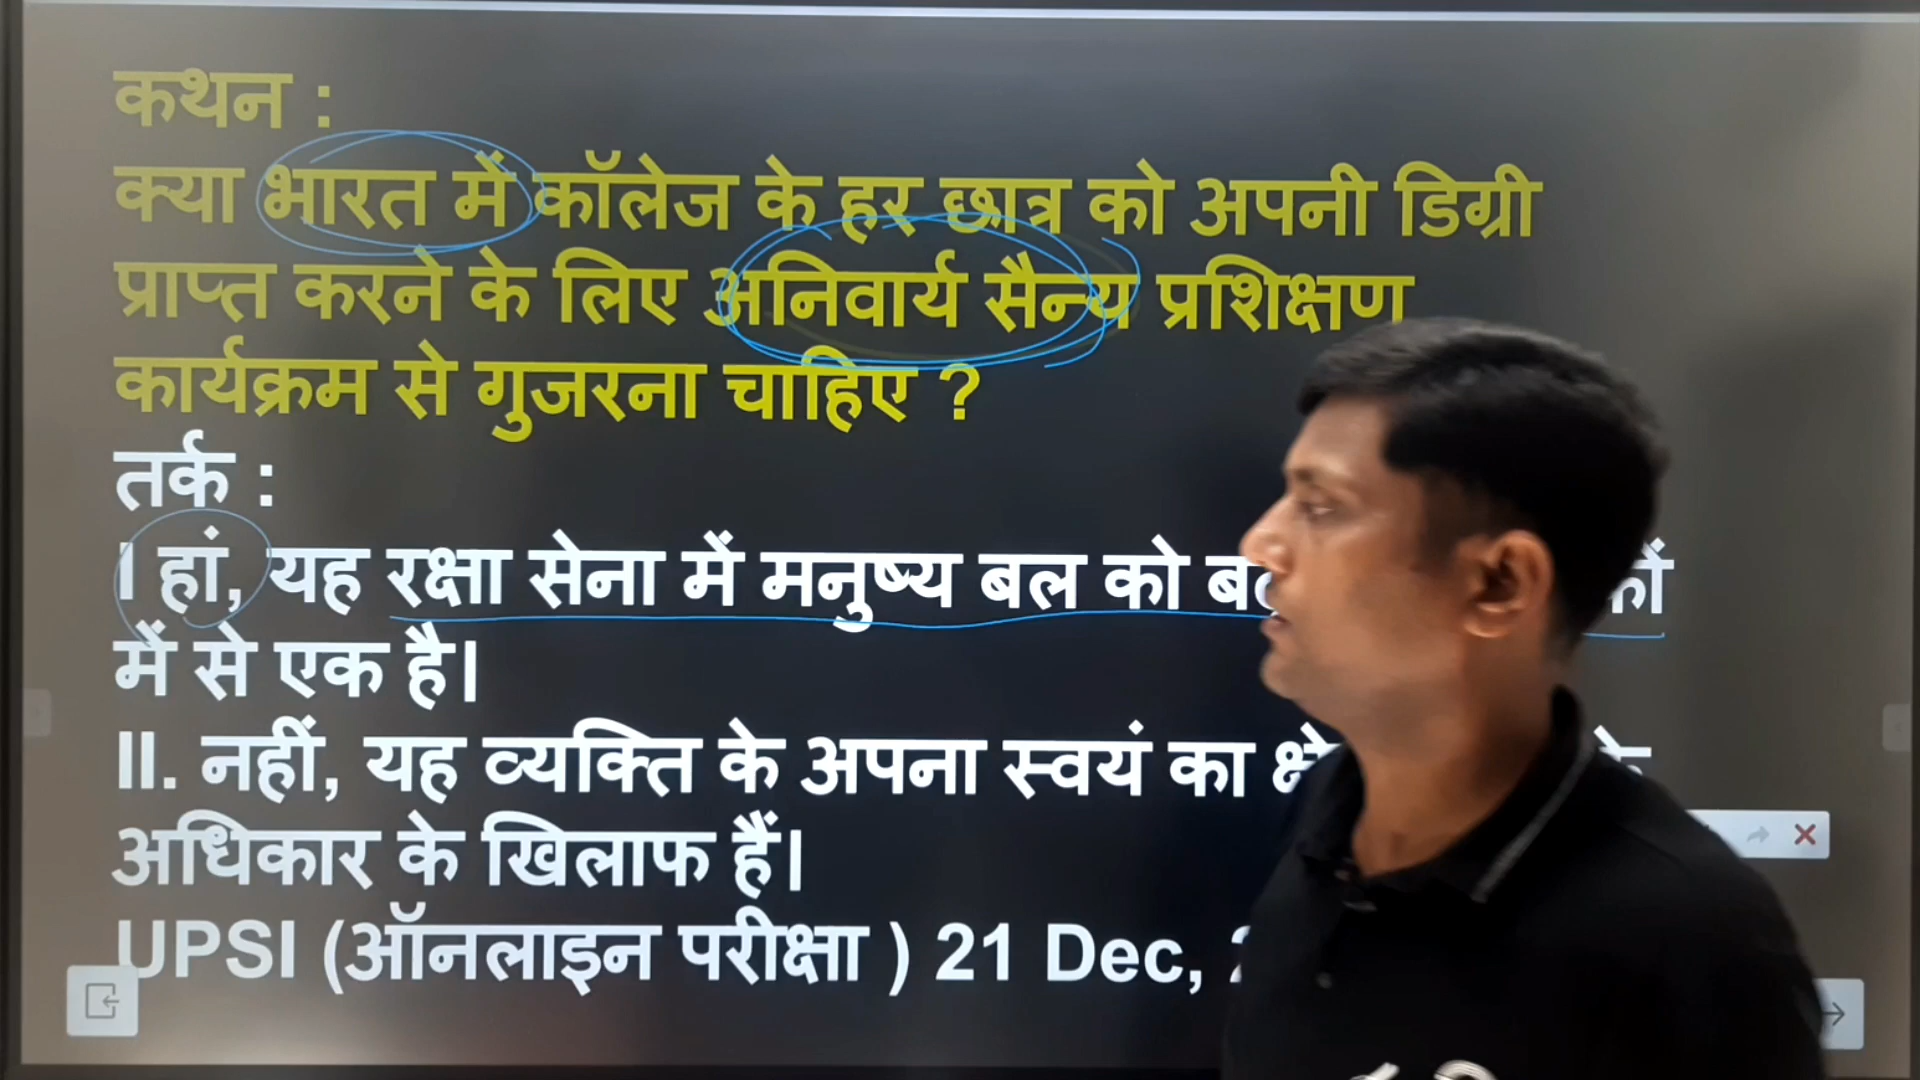 कथन :
क्या भारत में कॉलेज के हर छात्र को अपनी डिग्री
प्राप्त करने के लिए अनिवार्य सैन्य प्रशिक्षण
कार्यक्रम से गुजरना चाहिए ?
तर्क :
I हां, यह रक्षा सेना में मनुष्य बल को
में से एक है।
II. नहीं, यह व्यक्ति के अपना स्वयं का
अधिकार के खिलाफ हैं।
UPSI (ऑनलाइन परीक्षा ) 21 Dec,